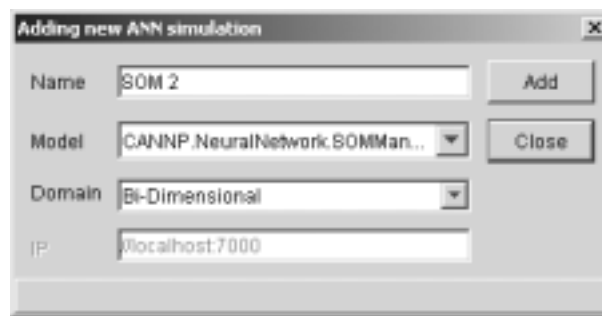 Adding new ANN simulation
Name SOM 2 Add
Model CANNP.NeuralNetwork.SOMMan... Close
Domain Bi-Dimensional
IP //localhost:7000